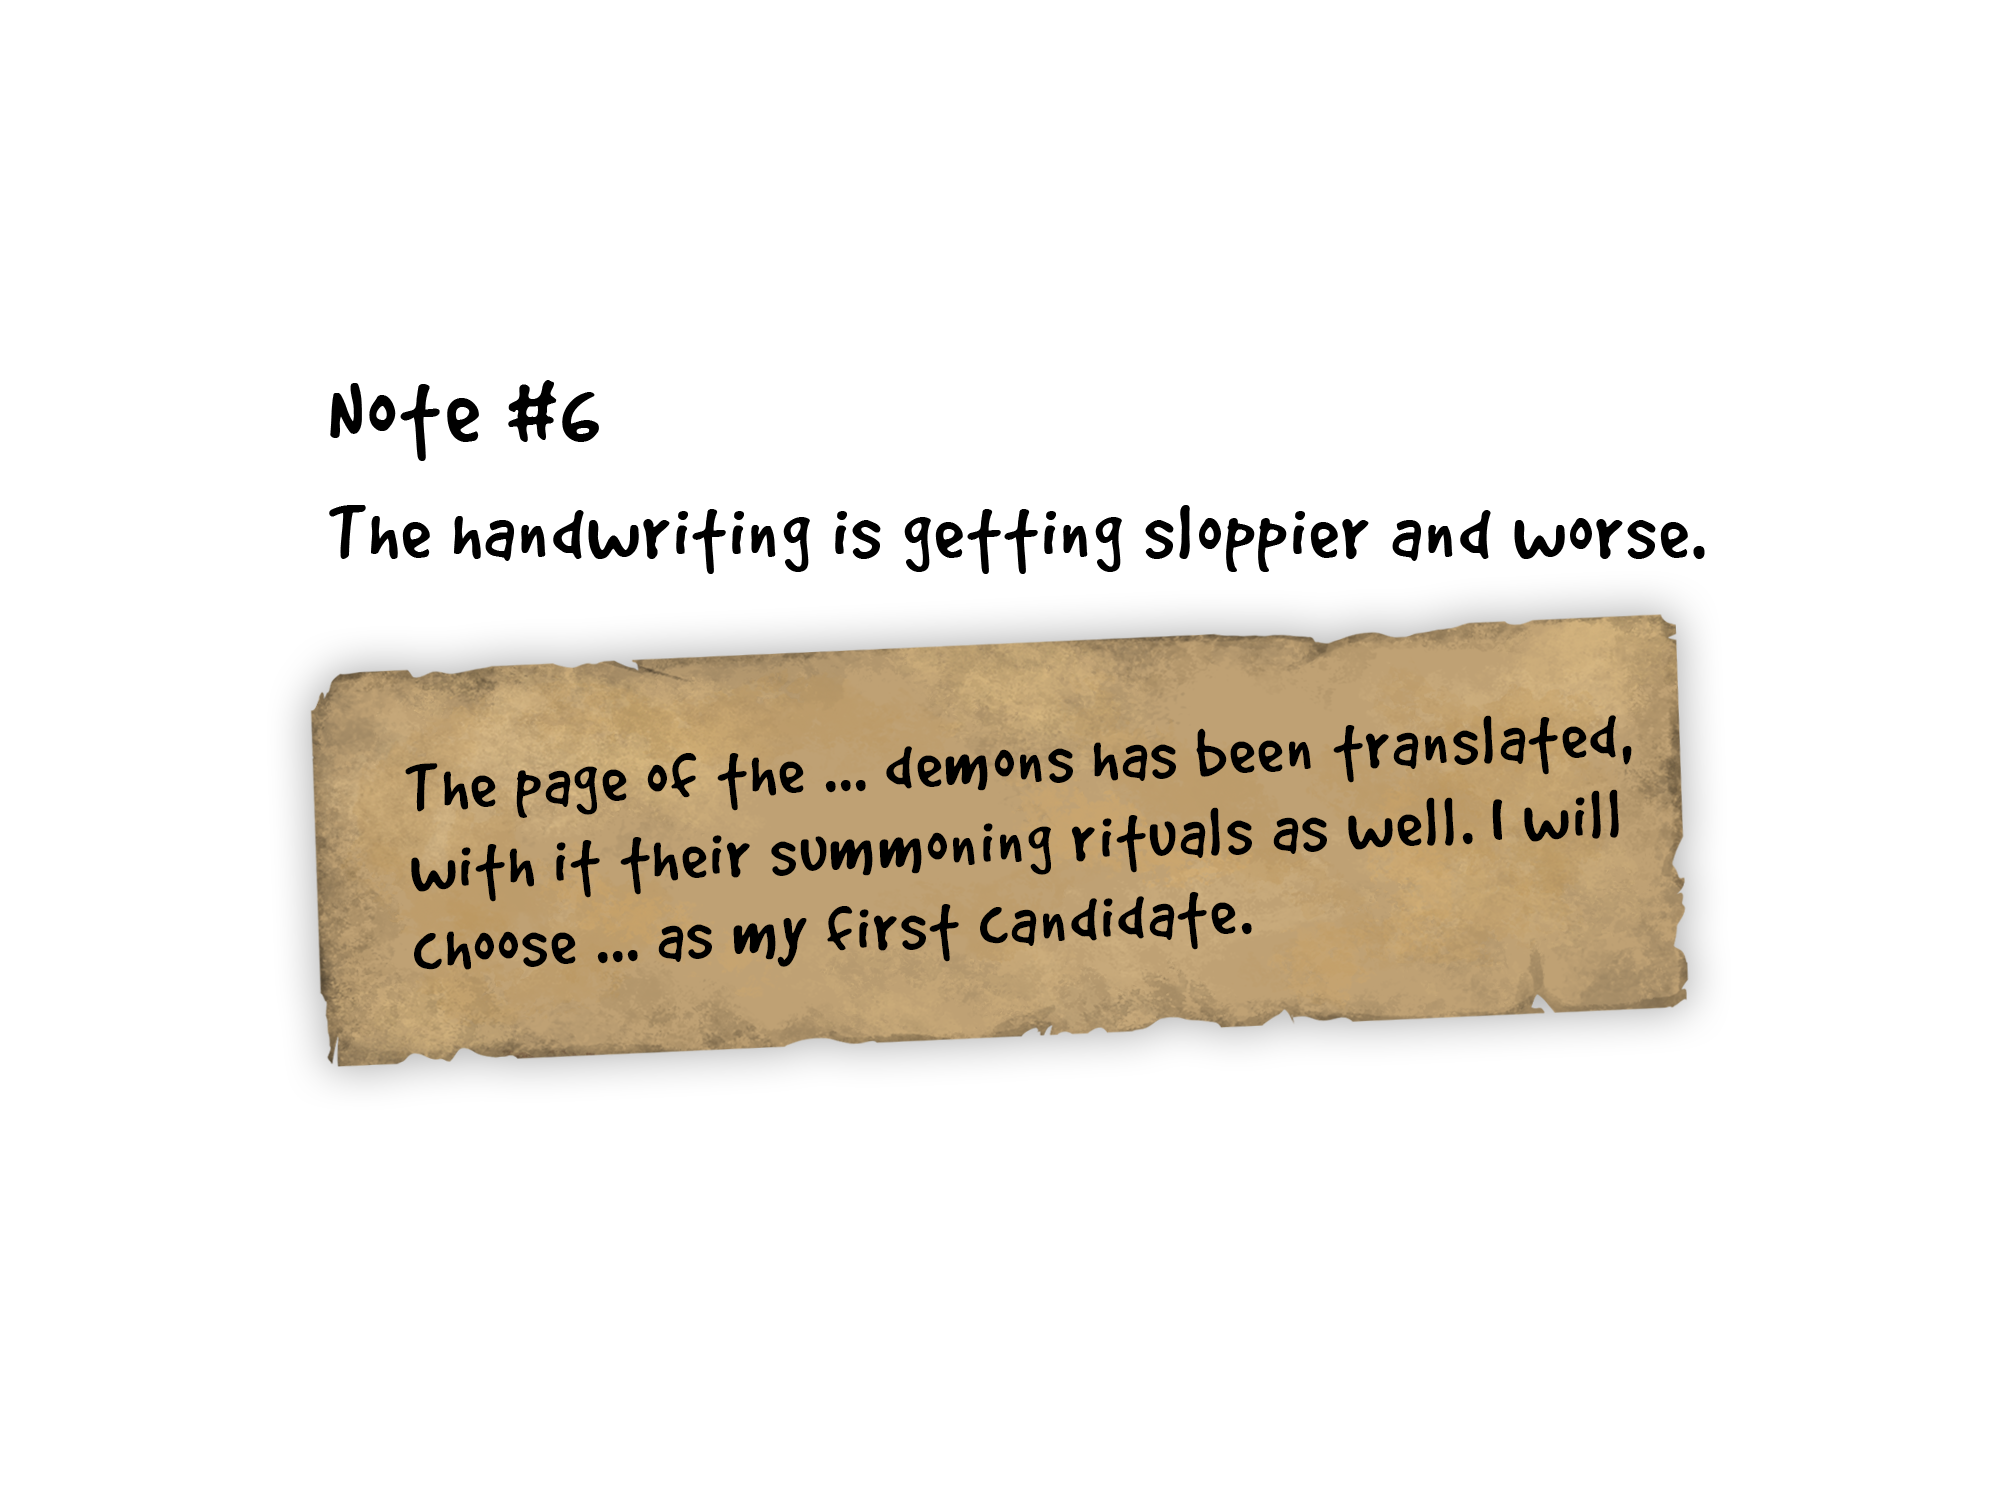 Note #6
The handwriting is getting sloppier and worse.
The page of the ... demons has been translated,
with it their summoning rituals as well. I will
choose ... as my first candidate.